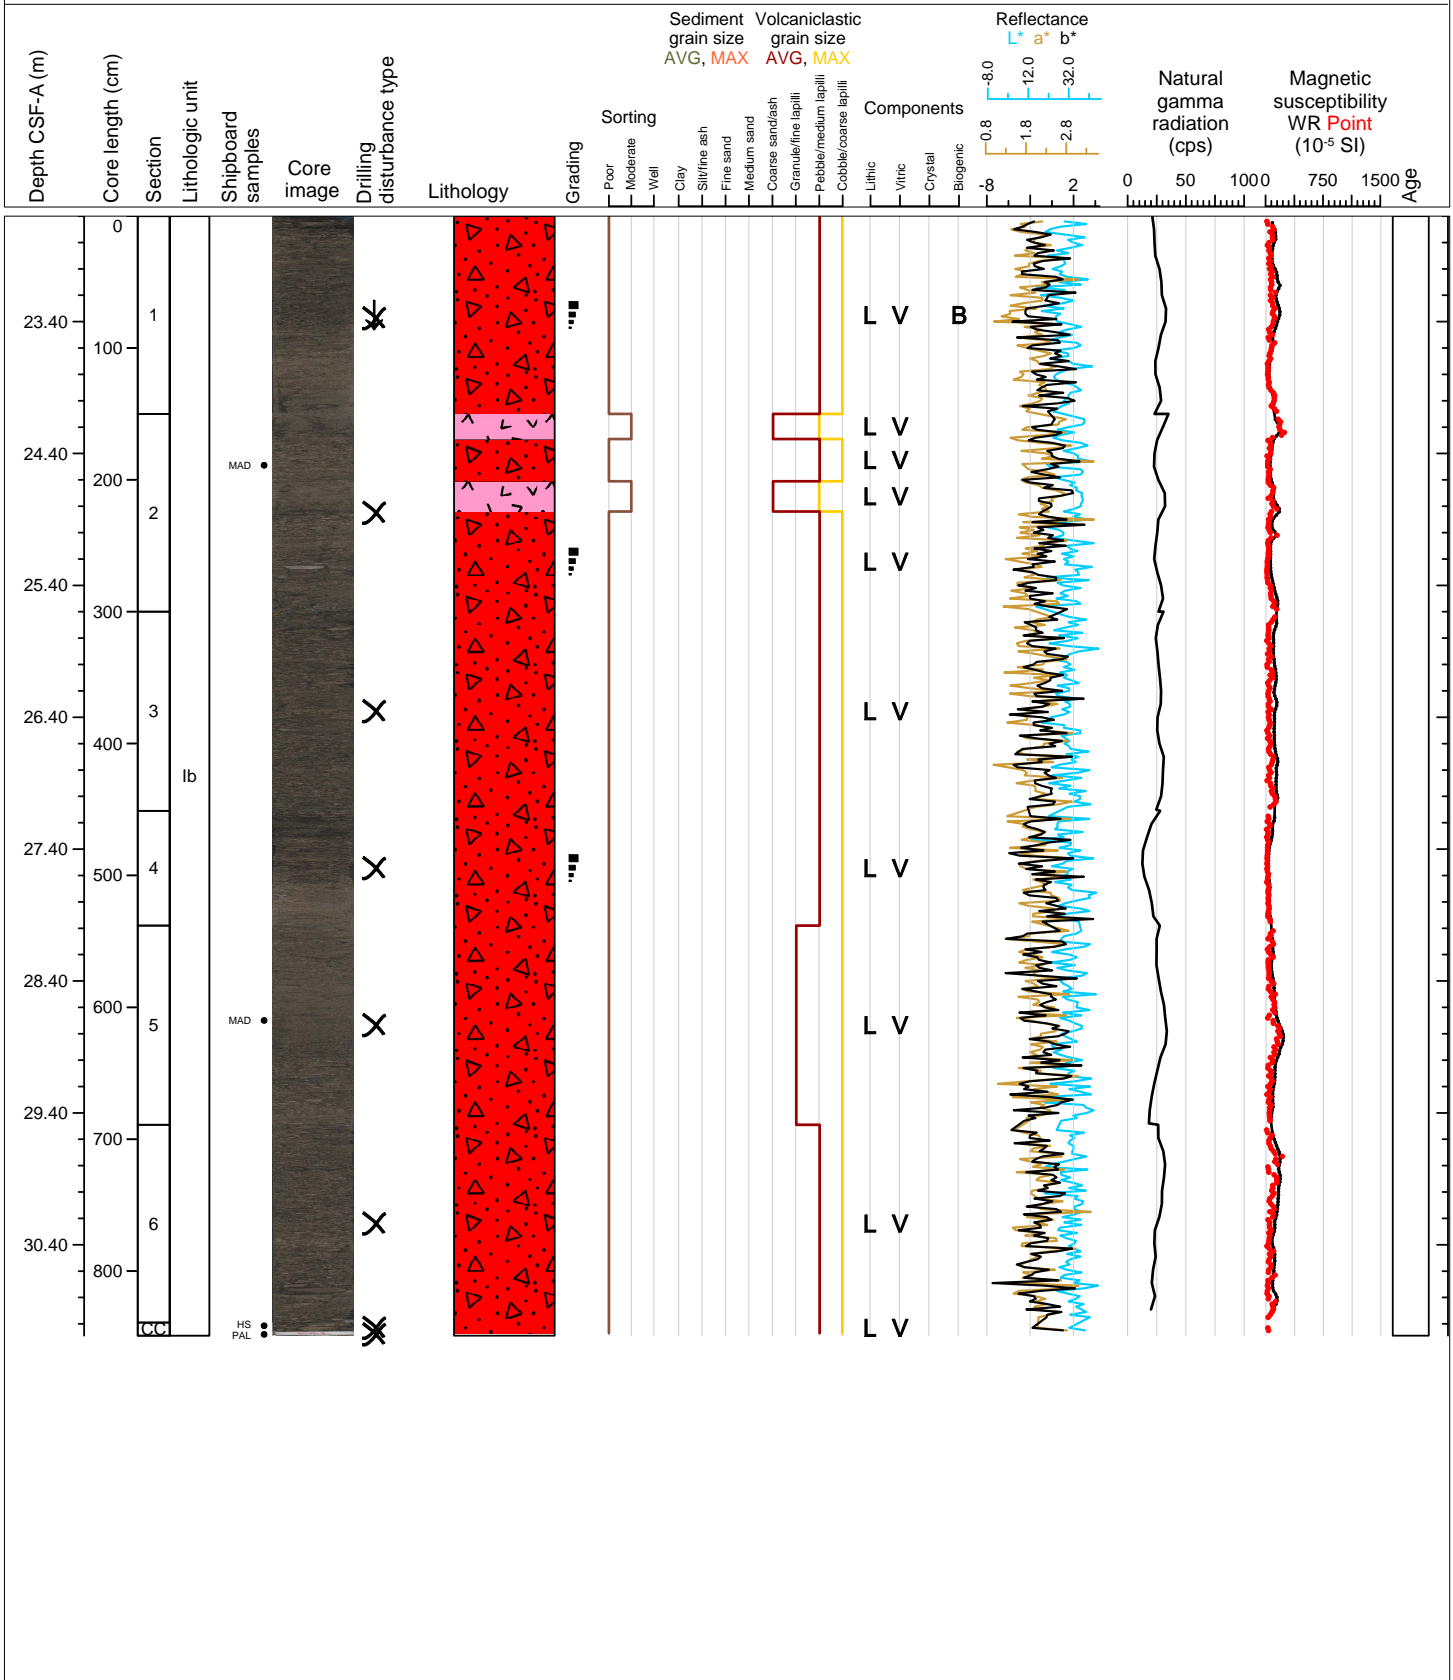 Sediment grain size AVG, MAX
Volcaniclastic grain size AVG, MAX
Reflectance
L* a* b*
Depth CSF-A (m)
Core length (cm)
Section
Lithologic unit
Shipboard samples
Core image
Drilling disturbance type
Lithology
Grading
Sorting
Poor
Moderate
Well
Clay
Silt/fine ash
Fine sand
Medium sand
Coarse sand/ash
Granule/fine lapilli
Pebble/medium lapilli
Cobble/coarse lapilli
Components
Lithic
Vitric
Crystal
Biogenic
-8.0 12.0 32.0
0.8 1.8 2.8
-8 2
Natural gamma radiation (cps)
0 50 100
Magnetic susceptibility WR Point (10-5 SI)
0 750 1500
Age
0
1
L V B
23.40
100
L V
24.40
L V
MAD
200
L V
2
L V
25.40
300
3
L V
26.40
400
Ib
27.40
4
L V
500
28.40
600
MAD
5
L V
29.40
700
6
L V
30.40
800
HS
CC
L V
PAL